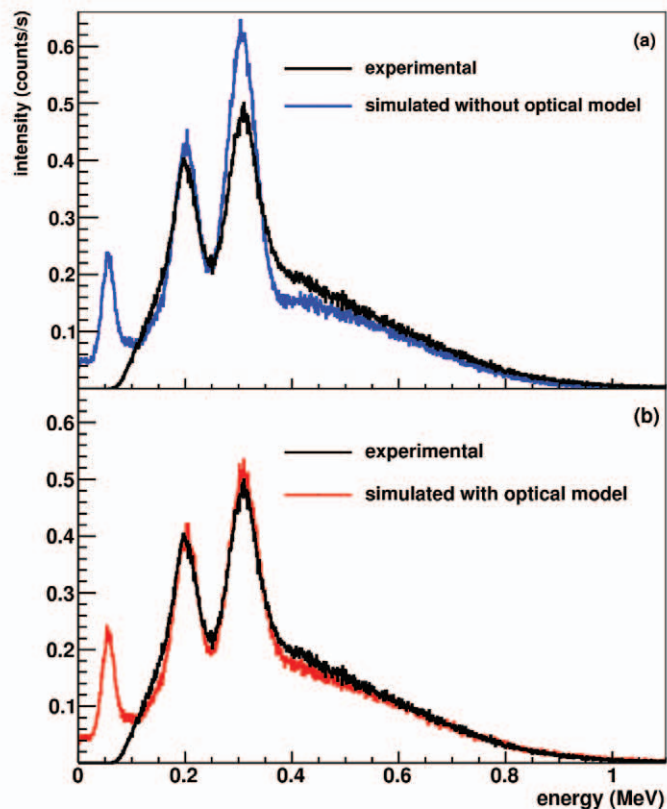 intensity (counts/s)
(a)
experimental
simulated without optical model
0.6
0.5
0.4
0.3
0.2
0.1
(b)
experimental
simulated with optical model
0.6
0.5
0.4
0.3
0.2
0.1
0 0.2 0.4 0.6 0.8 1
energy (MeV)